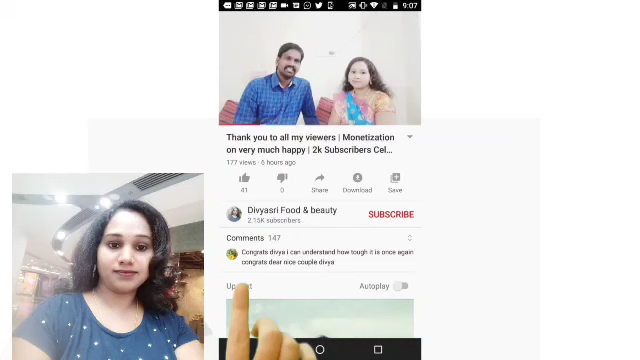 9:07
Thank you to all my viewers | Monetization
on very much happy | 2k Subscribers Cel...
177 views · 6 hours ago
41
0
Share
Download
Save
Divyasri Food & beauty
2.15K subscribers
SUBSCRIBE
Comments 147
Congrats divya i can understand how tough it is once again
congrats dear nice couple divya
Autoplay